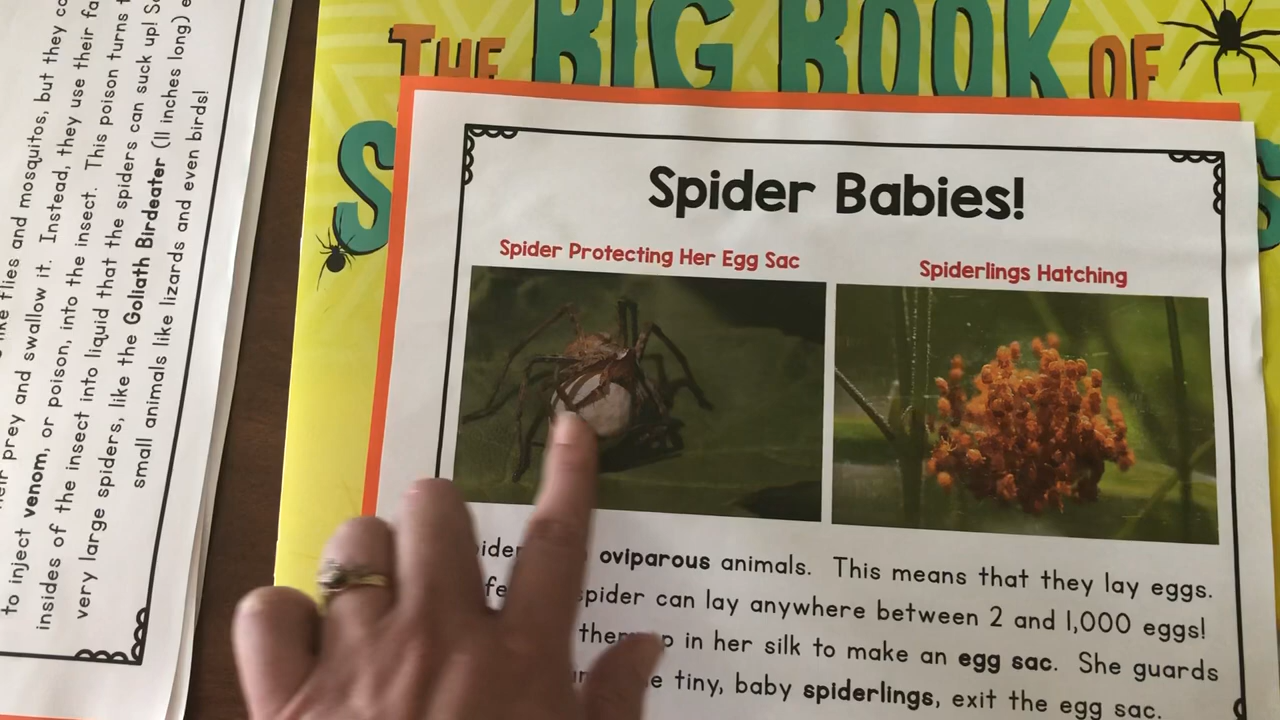 like flies and mosquitos, but they
their prey and swallow it. Instead, they use their
to inject venom, or poison, into the insect. This poison turns
insides of the insect into liquid that the spiders can suck up!
very large spiders, like the Goliath Birdeater (11 inches long)
small animals like lizards and even birds!
THE BIG BOOK OF
S
Spider Babies!
Spider Protecting Her Egg Sac
Spiderlings Hatching
oviparous animals. This means that they lay eggs.
spider can lay anywhere between 2 and 1,000 eggs!
in her silk to make an egg sac. She guards
tiny, baby spiderlings, exit the egg sac.